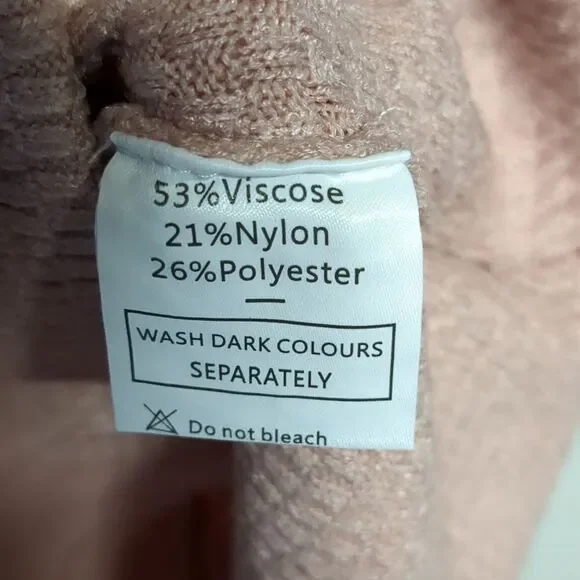 53%Viscose
21%Nylon
26%Polyester
WASH DARK COLOURS
SEPARATELY
Do not bleach